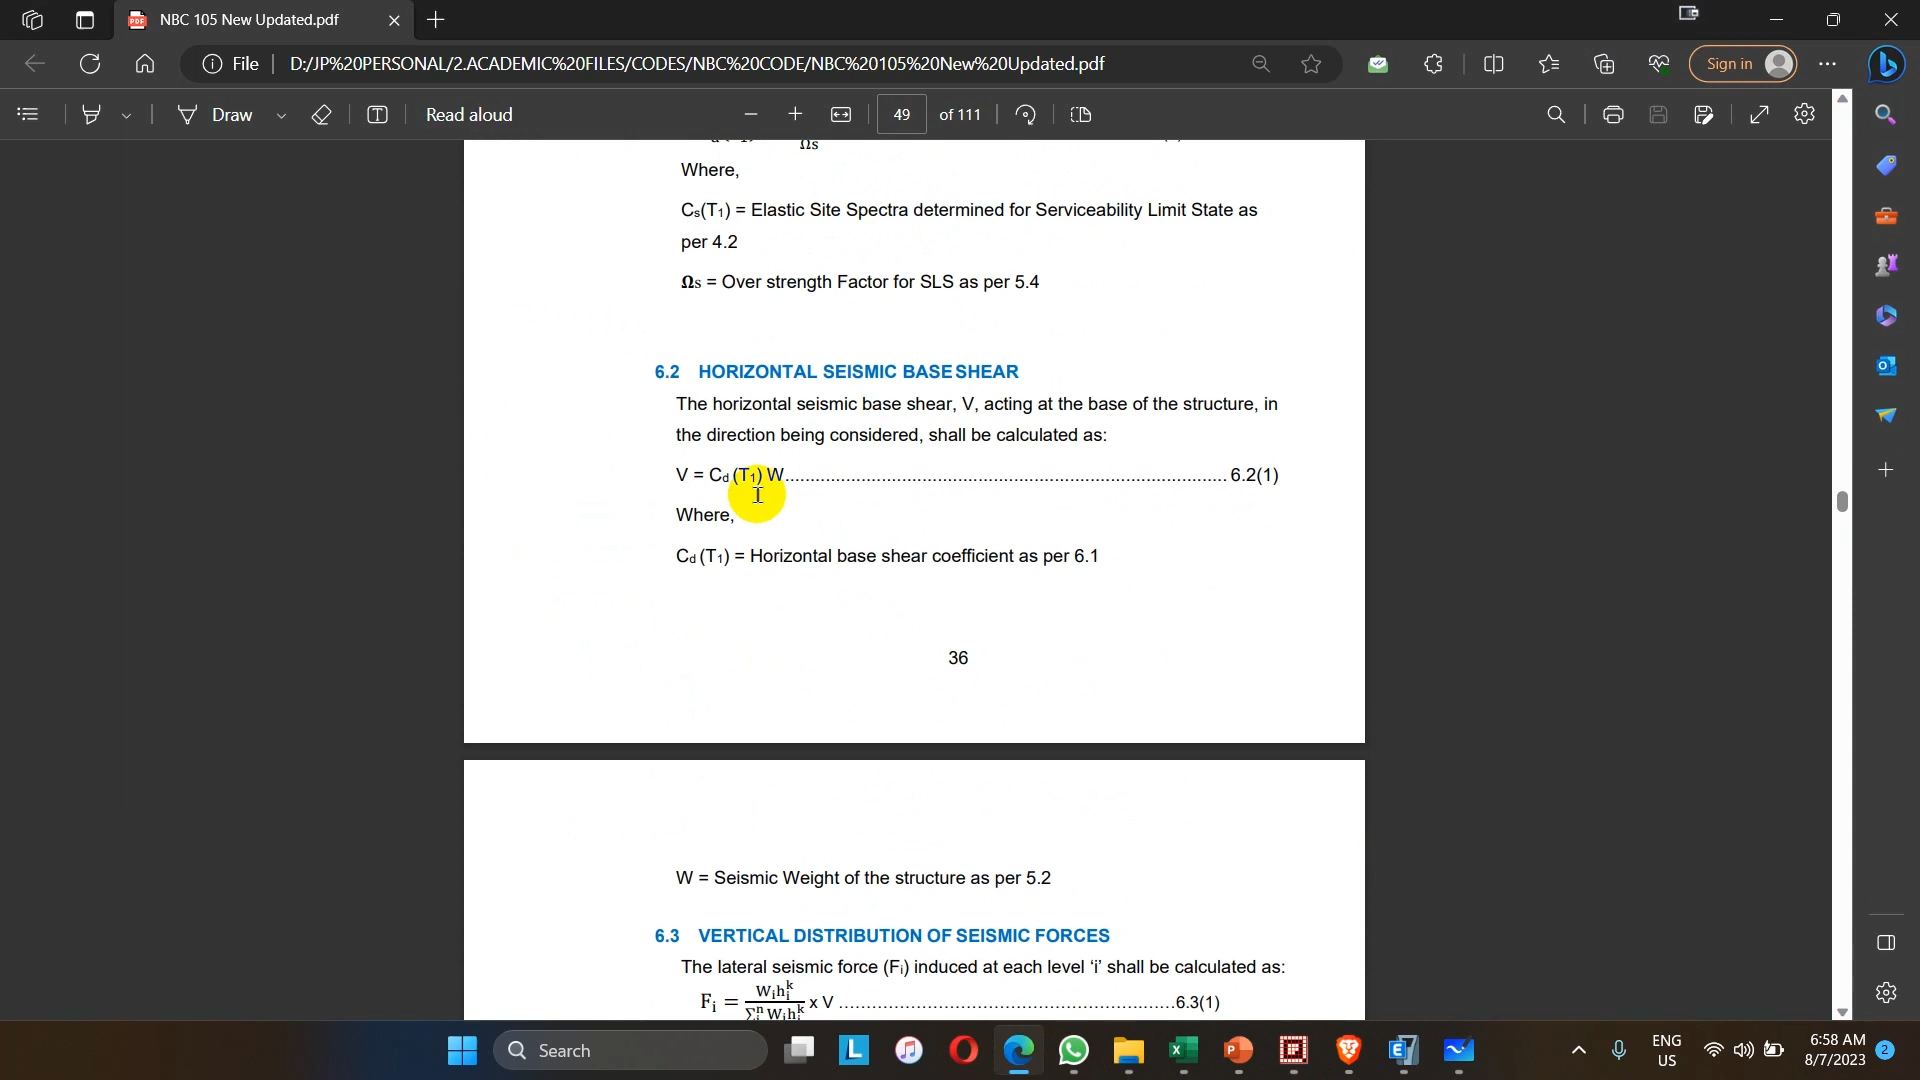 NBC 105 New Updated.pdf
File D:/JP%20PERSONAL/2.ACADEMIC%20FILES/CODES/NBC%20CODE/NBC%20105%20New%20Updated.pdf
Sign in
Draw
Read aloud
49 of 111
Ωs
Where,
Cs(T1) = Elastic Site Spectra determined for Serviceability Limit State as
per 4.2
Ωs = Over strength Factor for SLS as per 5.4
6.2 HORIZONTAL SEISMIC BASE SHEAR
The horizontal seismic base shear, V, acting at the base of the structure, in
the direction being considered, shall be calculated as:
V = Cd (T1) W........................................................................................ 6.2(1)
Where,
Cd (T1) = Horizontal base shear coefficient as per 6.1
36
W = Seismic Weight of the structure as per 5.2
6.3 VERTICAL DISTRIBUTION OF SEISMIC FORCES
The lateral seismic force (Fi) induced at each level ‘i’ shall be calculated as:
Fi = Wihi^k / Σi^n Wihi^k x V .............................................................6.3(1)
Search
ENG
US
6:58 AM
8/7/2023
2